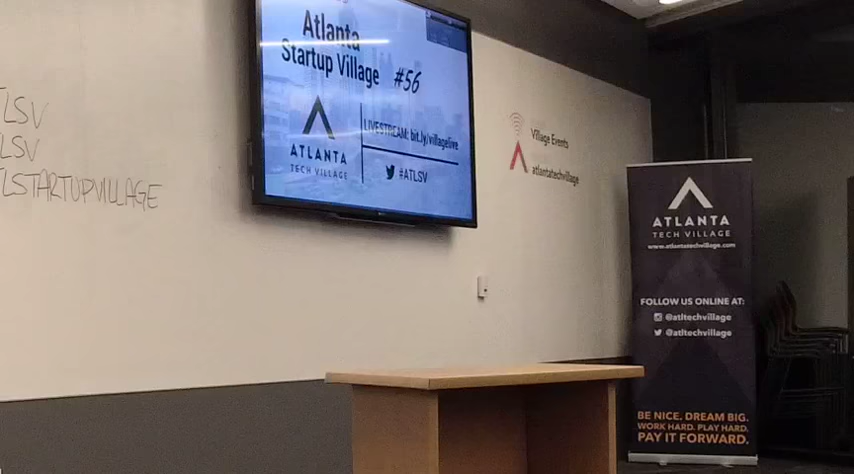 TLSV
LSV
TLSTARTUPVILLAGE
Atlanta
Startup Village #56
ATLANTA
TECH VILLAGE
LIVESTREAM: bit.ly/villagelive
#ATLSV
Village Events
atlantatechvillage
ATLANTA
TECH VILLAGE
www.atlantatechvillage.com
FOLLOW US ONLINE AT:
@atltechvillage
@atltechvillage
BE NICE. DREAM BIG.
WORK HARD. PLAY HARD.
PAY IT FORWARD.